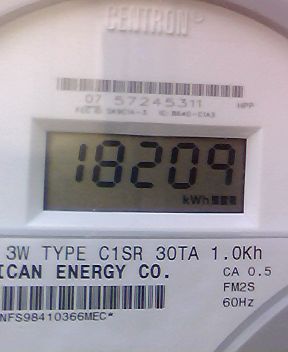 CENTRON®
07 57245311 HPP
18209
kWh
3W TYPE C1SR 30TA 1.0Kh
ICAN ENERGY CO. CA 0.5
FM2S
NFS98410366MEC* 60Hz